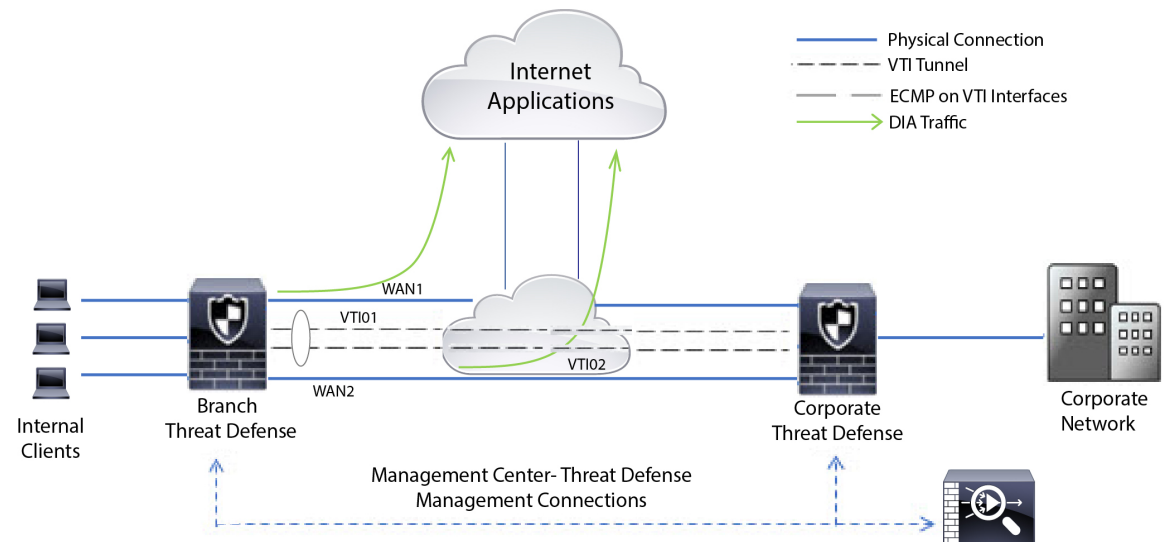 Internet
Applications
Physical Connection
VTI Tunnel
ECMP on VTI Interfaces
DIA Traffic
WAN1
VTI01
VTI02
WAN2
Internal
Clients
Branch
Threat Defense
Corporate
Threat Defense
Corporate
Network
Management Center- Threat Defense
Management Connections